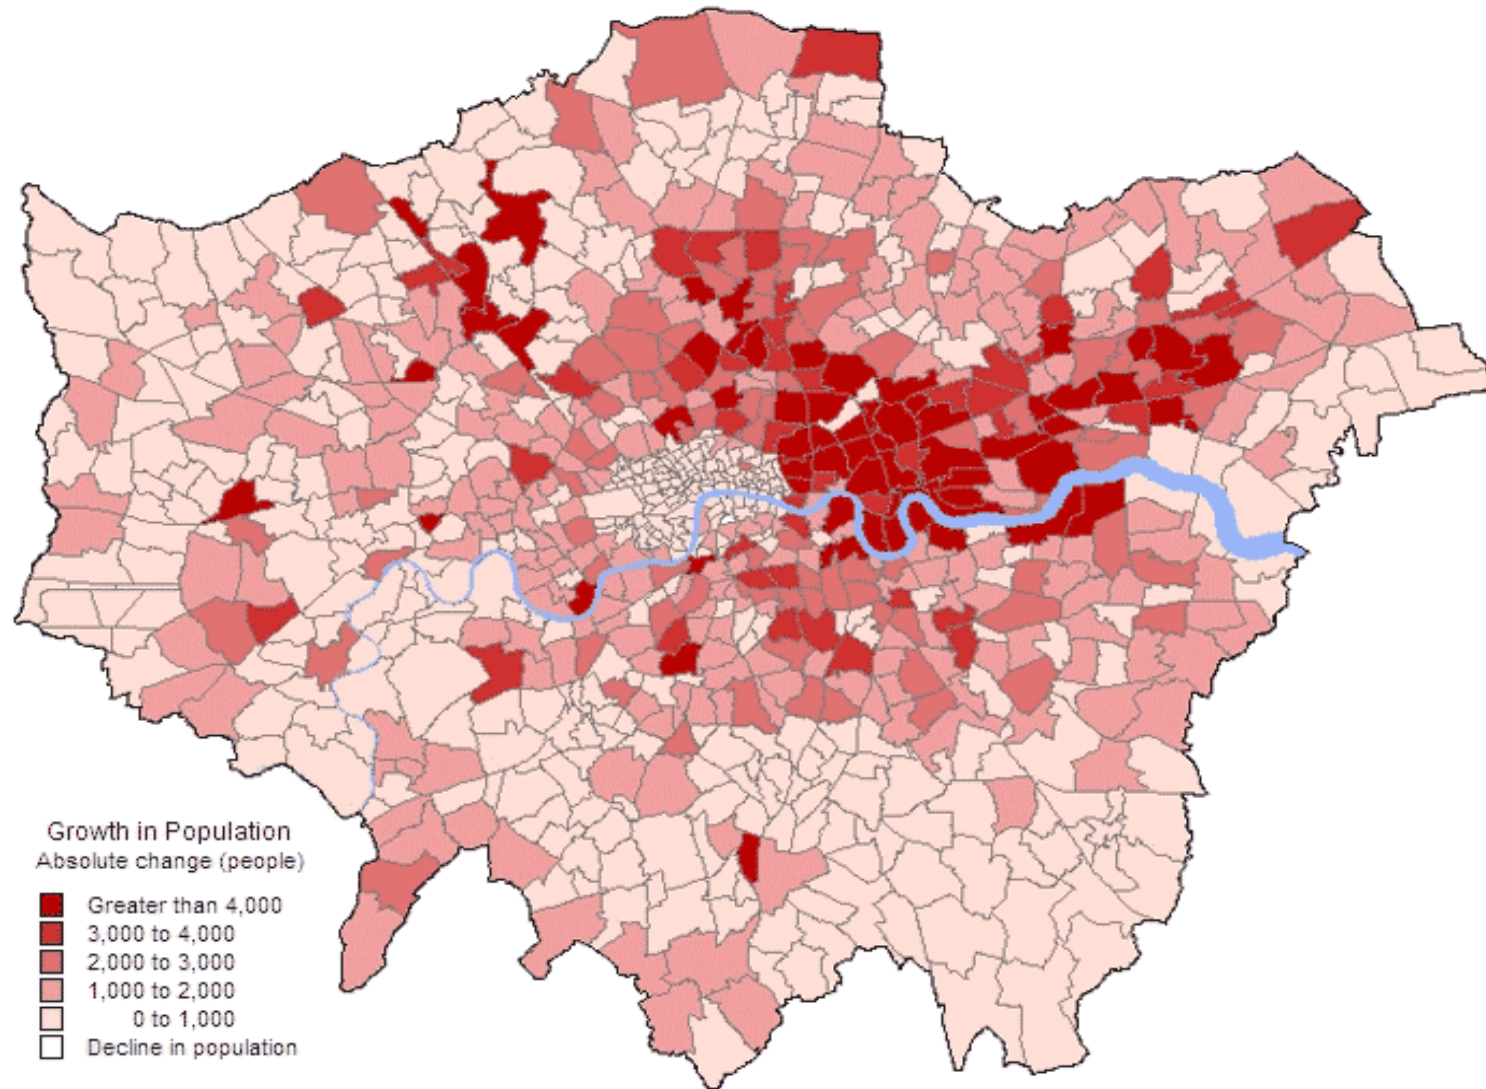 Growth in Population
Absolute change (people)
Greater than 4,000
3,000 to 4,000
2,000 to 3,000
1,000 to 2,000
0 to 1,000
Decline in population